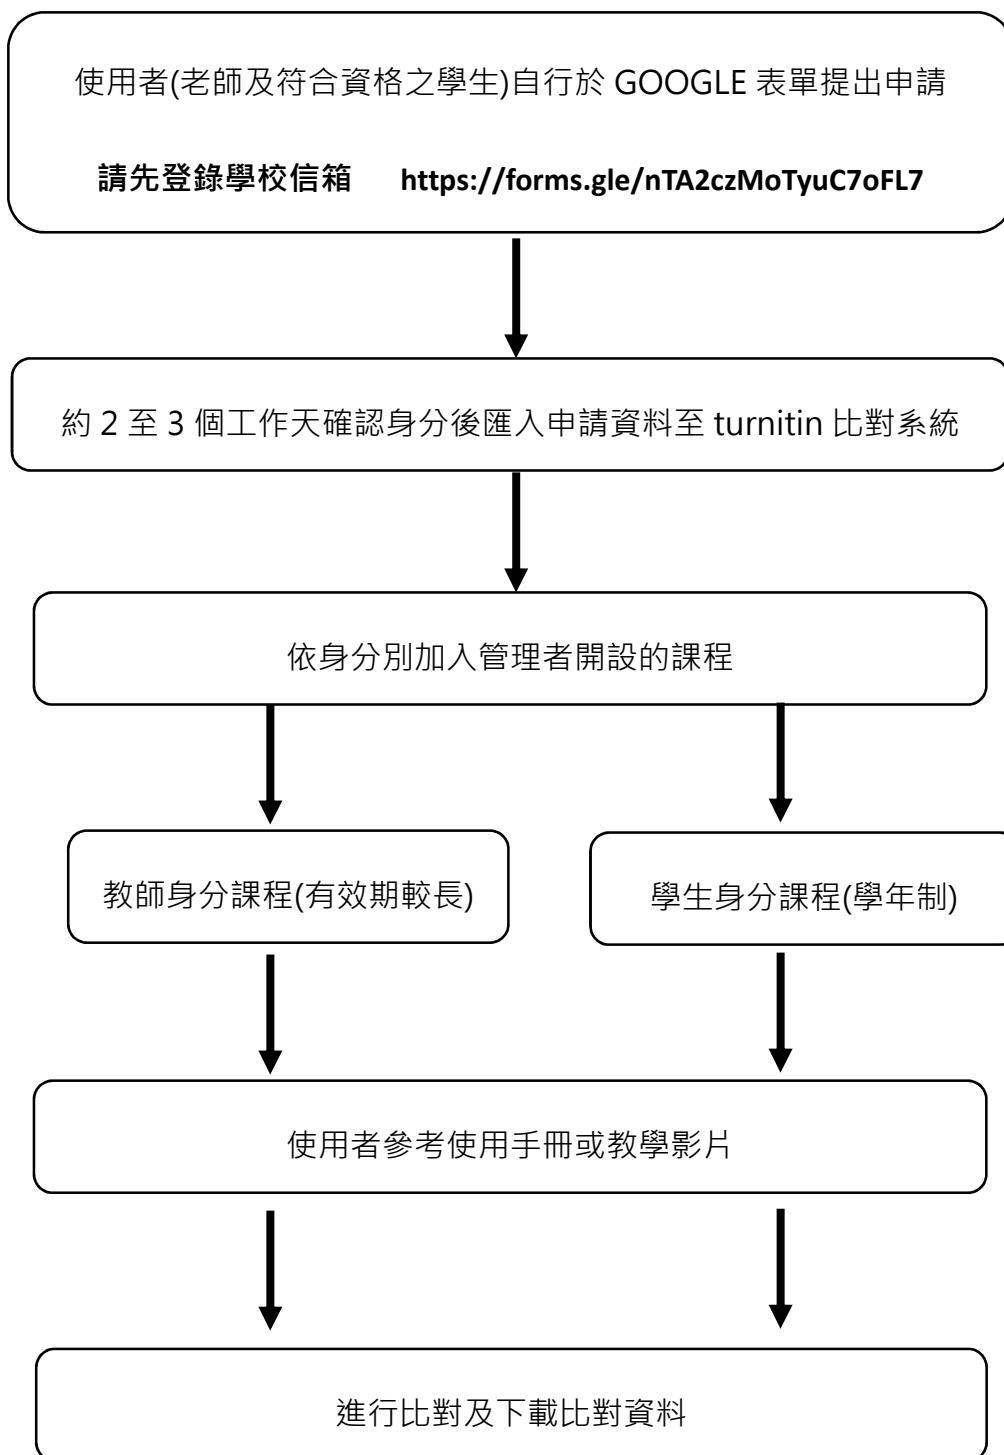 使用者(老師及符合資格之學生)自行於 GOOGLE 表單提出申請
請先登錄學校信箱 https://forms.gle/nTA2czMoTyuC7oFL7
約 2 至 3 個工作天確認身分後匯入申請資料至 turnitin 比對系統
依身分別加入管理者開設的課程
教師身分課程(有效期較長)
學生身分課程(學年制)
使用者參考使用手冊或教學影片
進行比對及下載比對資料